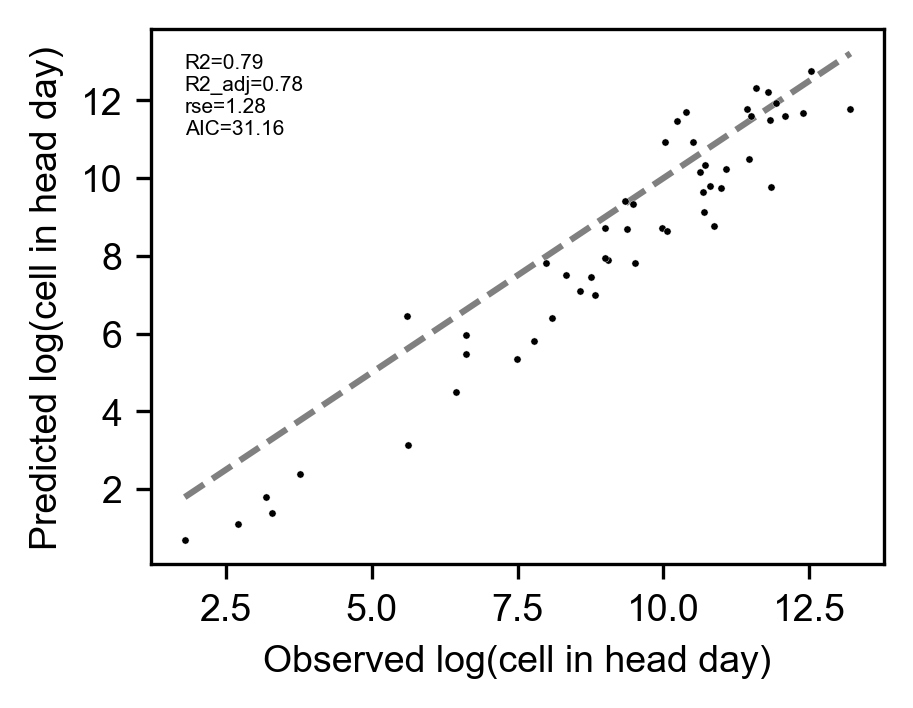 R2=0.79
R2_adj=0.78
rse=1.28
AIC=31.16
Predicted log(cell in head day)
12
10
8
6
4
2
2.5 5.0 7.5 10.0 12.5
Observed log(cell in head day)